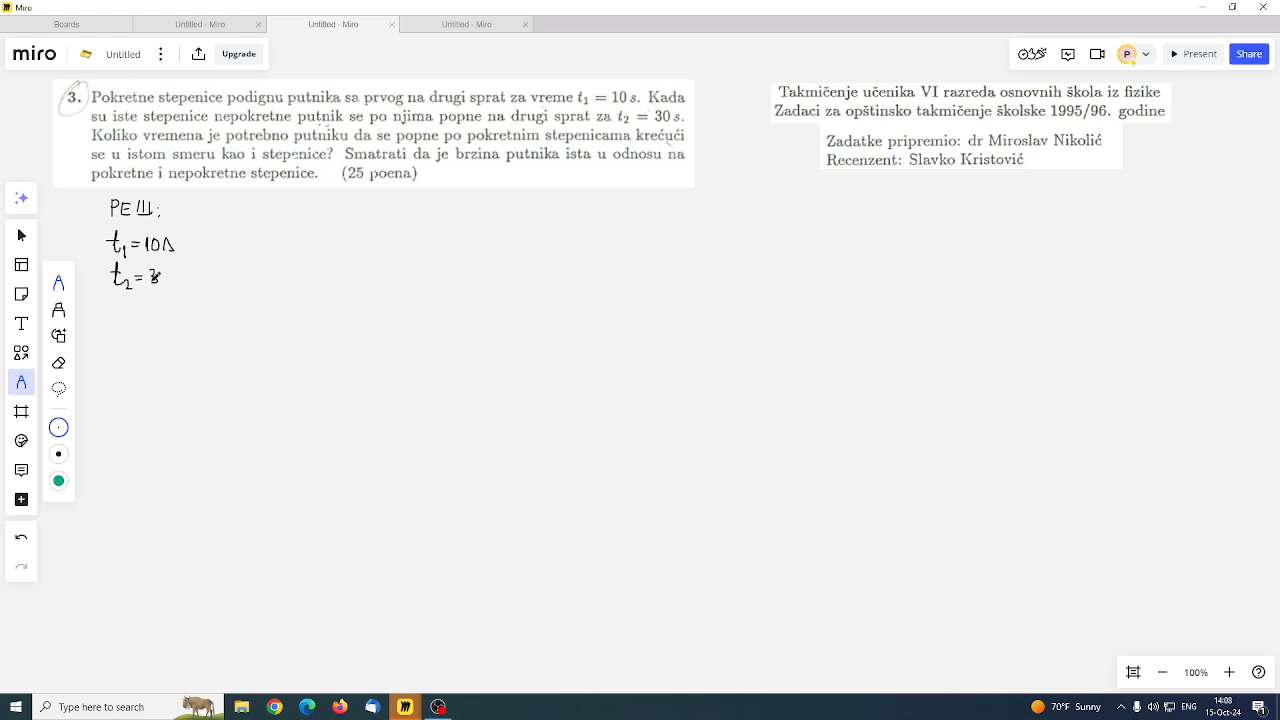 Miro
Boards
Untitled - Miro
Untitled - Miro
Untitled - Miro
miro
Untitled
Upgrade
P
Present
Share
3. Pokretne stepenice podignu putnika sa prvog na drugi sprat za vreme t₁ = 10 s. Kada
su iste stepenice nepokretne putnik se po njima popne na drugi sprat za t₂ = 30 s.
Koliko vremena je potrebno putniku da se popne po pokretnim stepenicama krećući
se u istom smeru kao i stepenice? Smatrati da je brzina putnika ista u odnosu na
pokretne i nepokretne stepenice. (25 poena)
Takmičenje učenika VI razreda osnovnih škola iz fizike
Zadaci za opštinsko takmičenje školske 1995/96. godine
Zadatke pripremio: dr Miroslav Nikolić
Recenzent: Slavko Kristović
РЕШ:
t₁ = 10s
t₂ = 3
100%
Type here to search
70°F Sunny
ENG
14:08
15-Oct-24